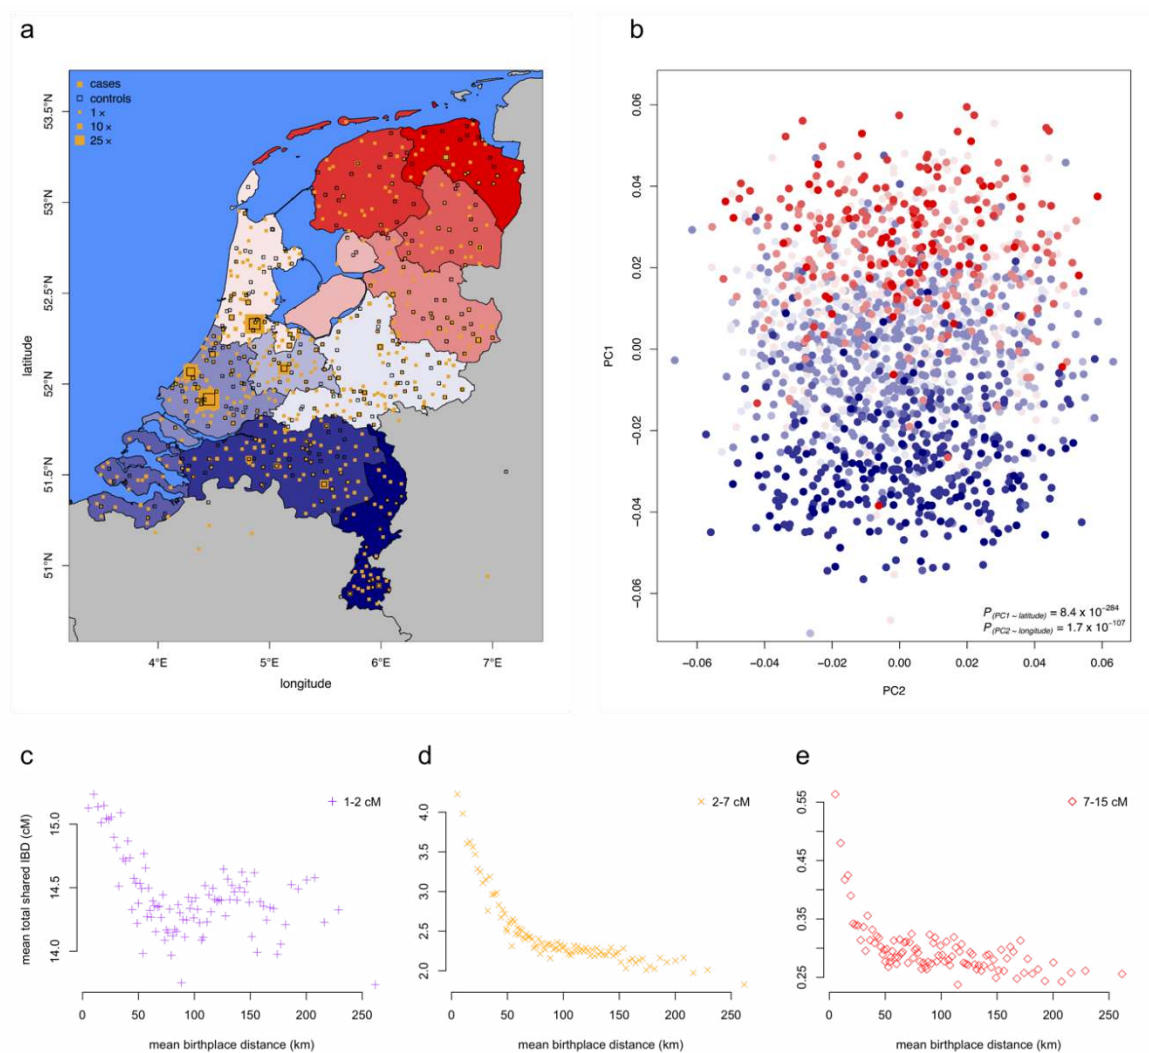 a
cases
controls
1 ×
10 ×
25 ×
53.5°N
53°N
52.5°N
52°N
51.5°N
51°N
latitude
4°E
5°E
6°E
7°E
longitude
b
0.06
0.04
0.02
0.00
−0.02
−0.04
−0.06
PC1
P(PC1 ~ latitude) = 8.4 x 10−284
P(PC2 ~ longitude) = 1.7 x 10−107
−0.06
−0.04
−0.02
0.00
0.02
0.04
0.06
PC2
c
1-2 cM
15.0
14.5
14.0
mean total shared IBD (cM)
0
50
100
150
200
250
mean birthplace distance (km)
d
2-7 cM
4.0
3.5
3.0
2.5
2.0
0
50
100
150
200
250
mean birthplace distance (km)
e
7-15 cM
0.55
0.45
0.35
0.25
0
50
100
150
200
250
mean birthplace distance (km)